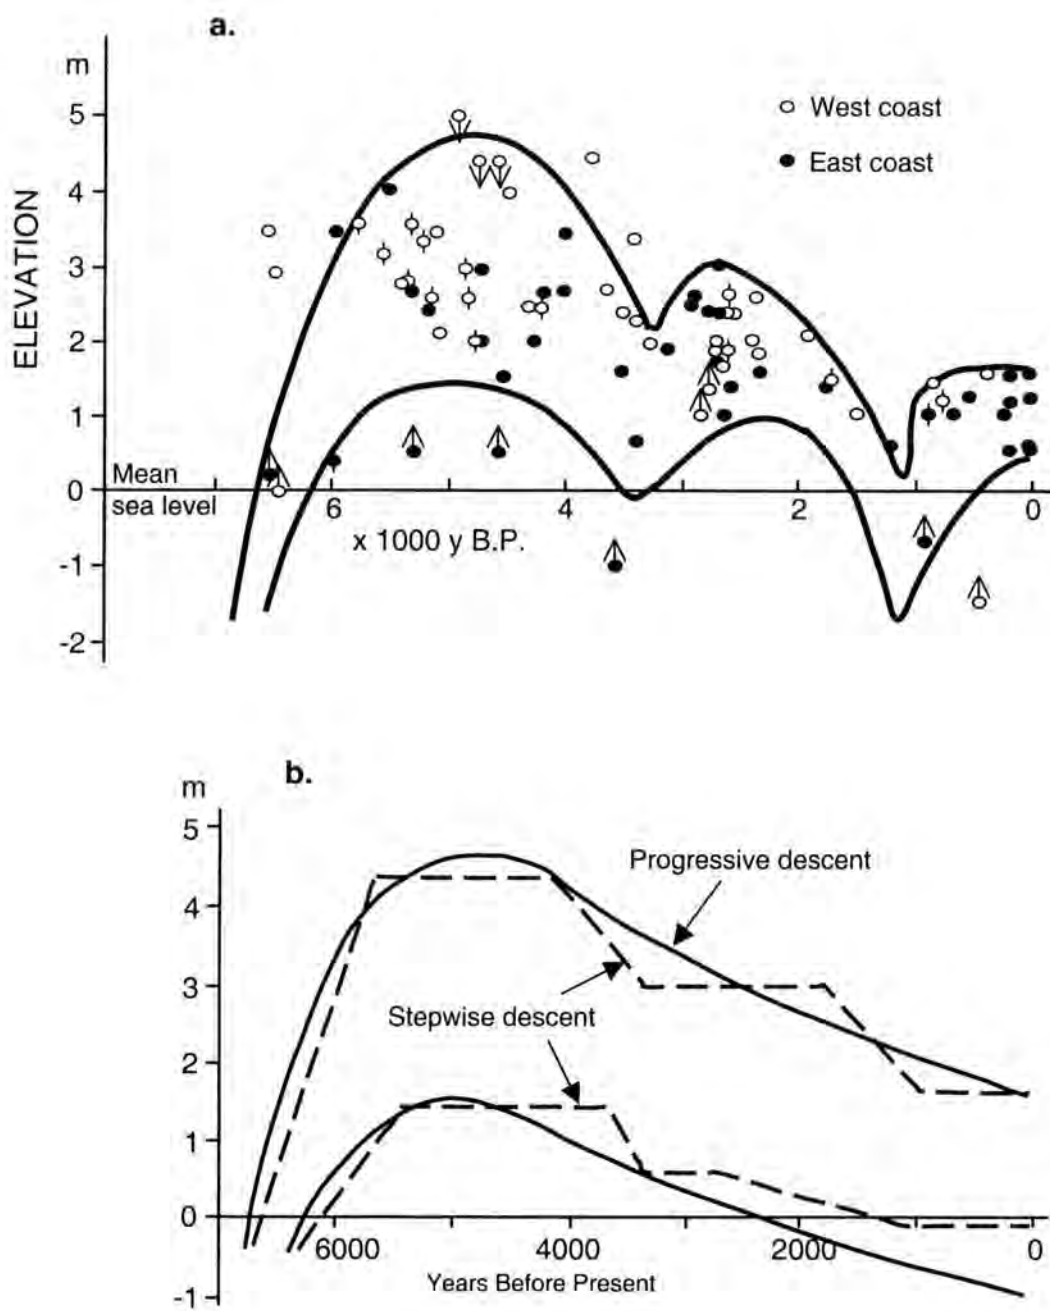 a.
m
5
4
3
2
1
0
-1
-2
ELEVATION
West coast
East coast
Mean
sea level
6
4
2
0
x 1000 y B.P.
b.
m
5
4
3
2
1
0
-1
Progressive descent
Stepwise descent
6000
4000
2000
0
Years Before Present